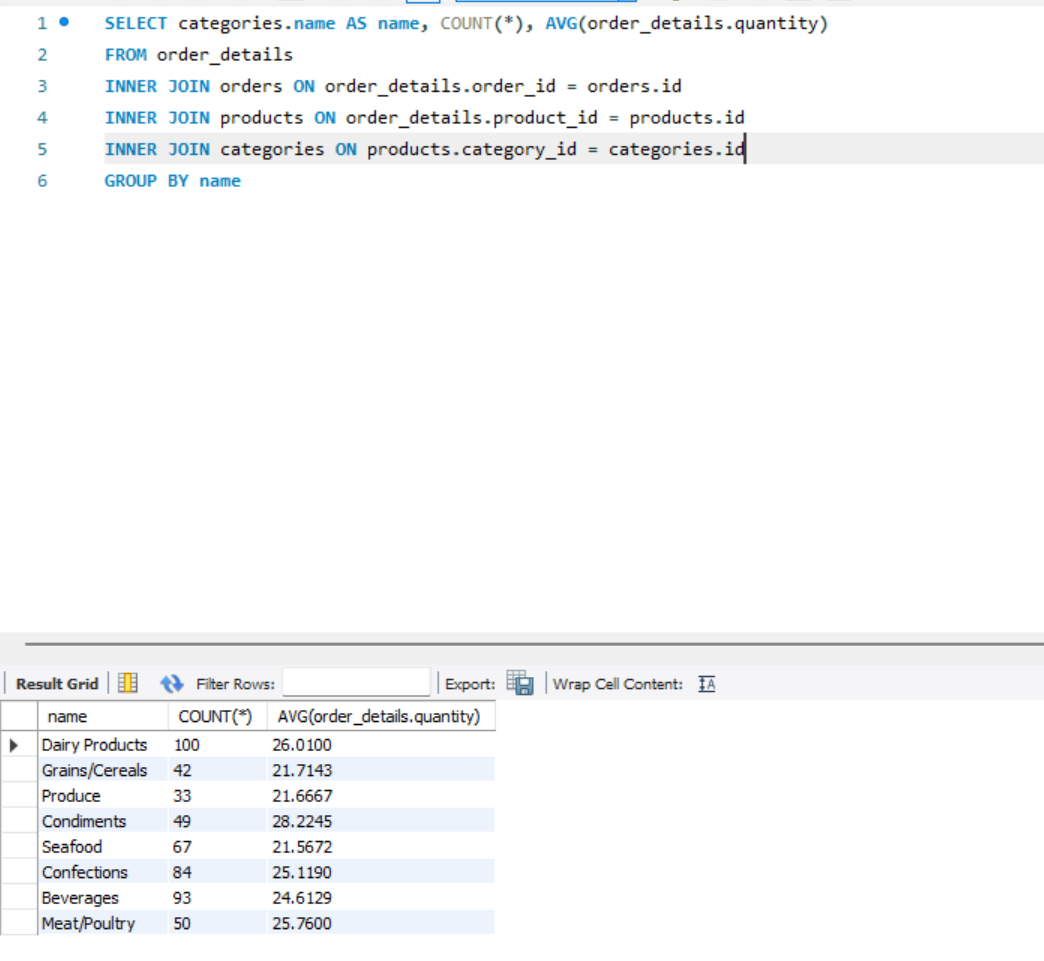 1 SELECT categories.name AS name, COUNT(*), AVG(order_details.quantity)
2 FROM order_details
3 INNER JOIN orders ON order_details.order_id = orders.id
4 INNER JOIN products ON order_details.product_id = products.id
5 INNER JOIN categories ON products.category_id = categories.id
6 GROUP BY name
Result Grid Filter Rows: Export: Wrap Cell Content: IA
name COUNT(*) AVG(order_details.quantity)
Dairy Products 100 26.0100
Grains/Cereals 42 21.7143
Produce 33 21.6667
Condiments 49 28.2245
Seafood 67 21.5672
Confections 84 25.1190
Beverages 93 24.6129
Meat/Poultry 50 25.7600